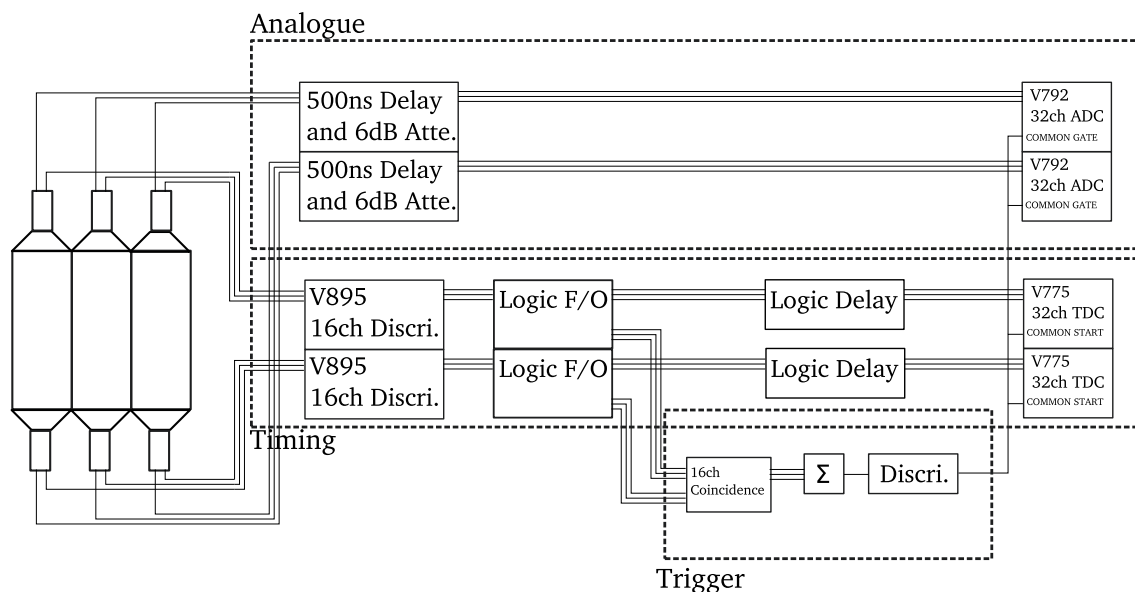 Analogue
500ns Delay
and 6dB Atte.
V792
32ch ADC
COMMON GATE
500ns Delay
and 6dB Atte.
V792
32ch ADC
COMMON GATE
V895
16ch Discri.
Logic F/O
Logic Delay
V775
32ch TDC
COMMON START
V895
16ch Discri.
Logic F/O
Logic Delay
V775
32ch TDC
COMMON START
Timing
16ch
Coincidence
Σ
Discri.
Trigger